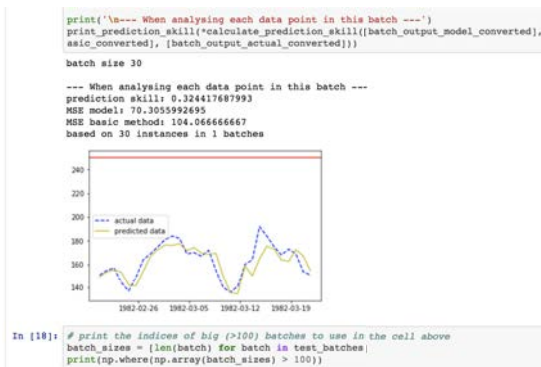 print('\n--- When analysing each data point in this batch ---')
print_prediction_skill(*calculate_prediction_skill([batch_output_model_converted],
asic_converted], [batch_output_actual_converted]))
batch size 30
--- When analysing each data point in this batch ---
prediction skill: 0.324417687993
MSE model: 70.3055992695
MSE basic method: 104.066666667
based on 30 instances in 1 batches
240
220
200
180
160
140
actual data
predicted data
1982-02-26 1982-03-05 1982-03-12 1982-03-19
In [18]: # print the indices of big (>100) batches to use in the cell above
batch_sizes = [len(batch) for batch in test_batches
print(np.where(np.array(batch_sizes) > 100))